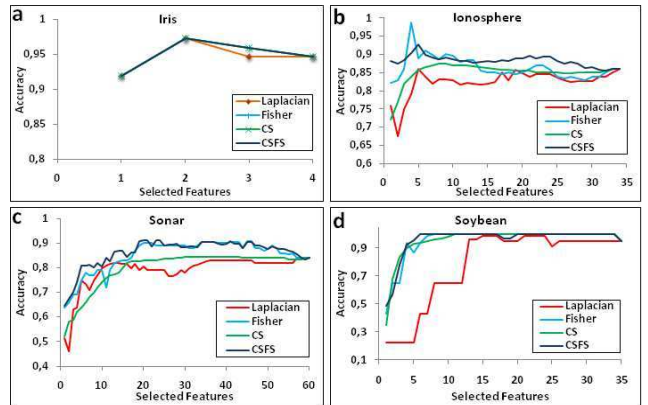 a
Iris
1
0,95
0,9
0,85
0,8
Accuracy
0
1
2
3
4
Selected Features
Laplacian
Fisher
CS
CSFS
b
Ionosphere
1
0,95
0,9
0,85
0,8
0,75
0,7
0,65
0,6
Accuracy
0
5
10
15
20
25
30
35
Selected Features
Laplacian
Fisher
CS
CSFS
c
Sonar
1
0,9
0,8
0,7
0,6
0,5
0,4
Accuracy
0
10
20
30
40
50
60
Selected Features
Laplacian
Fisher
CS
CSFS
d
Soybean
0,9
0,7
0,5
0,3
0,1
Accuracy
0
5
10
15
20
25
30
35
Selected Features
Laplacian
Fisher
CS
CSFS